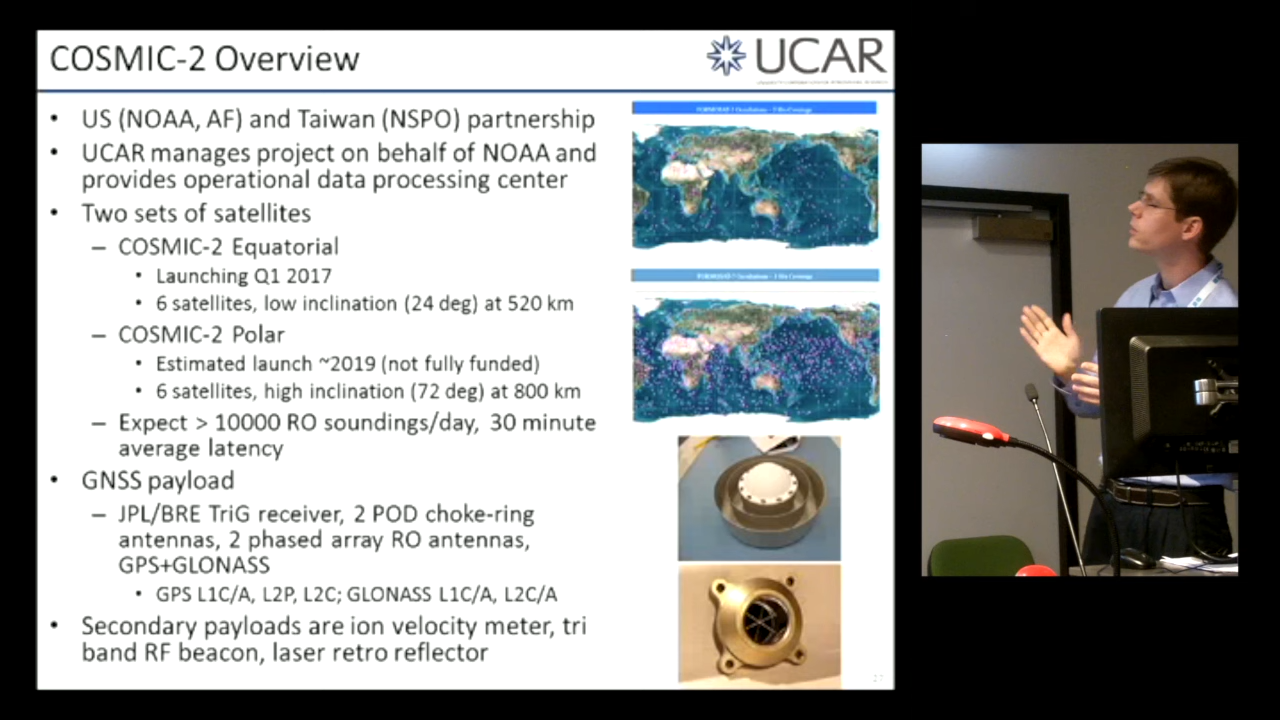 COSMIC-2 Overview
UCAR
• US (NOAA, AF) and Taiwan (NSPO) partnership
• UCAR manages project on behalf of NOAA and
provides operational data processing center
• Two sets of satellites
– COSMIC-2 Equatorial
• Launching Q1 2017
• 6 satellites, low inclination (24 deg) at 520 km
– COSMIC-2 Polar
• Estimated launch ~2019 (not fully funded)
• 6 satellites, high inclination (72 deg) at 800 km
– Expect > 10000 RO soundings/day, 30 minute
average latency
• GNSS payload
– JPL/BRE TriG receiver, 2 POD choke-ring
antennas, 2 phased array RO antennas,
GPS+GLONASS
• GPS L1C/A, L2P, L2C; GLONASS L1C/A, L2C/A
• Secondary payloads are ion velocity meter, tri
band RF beacon, laser retro reflector